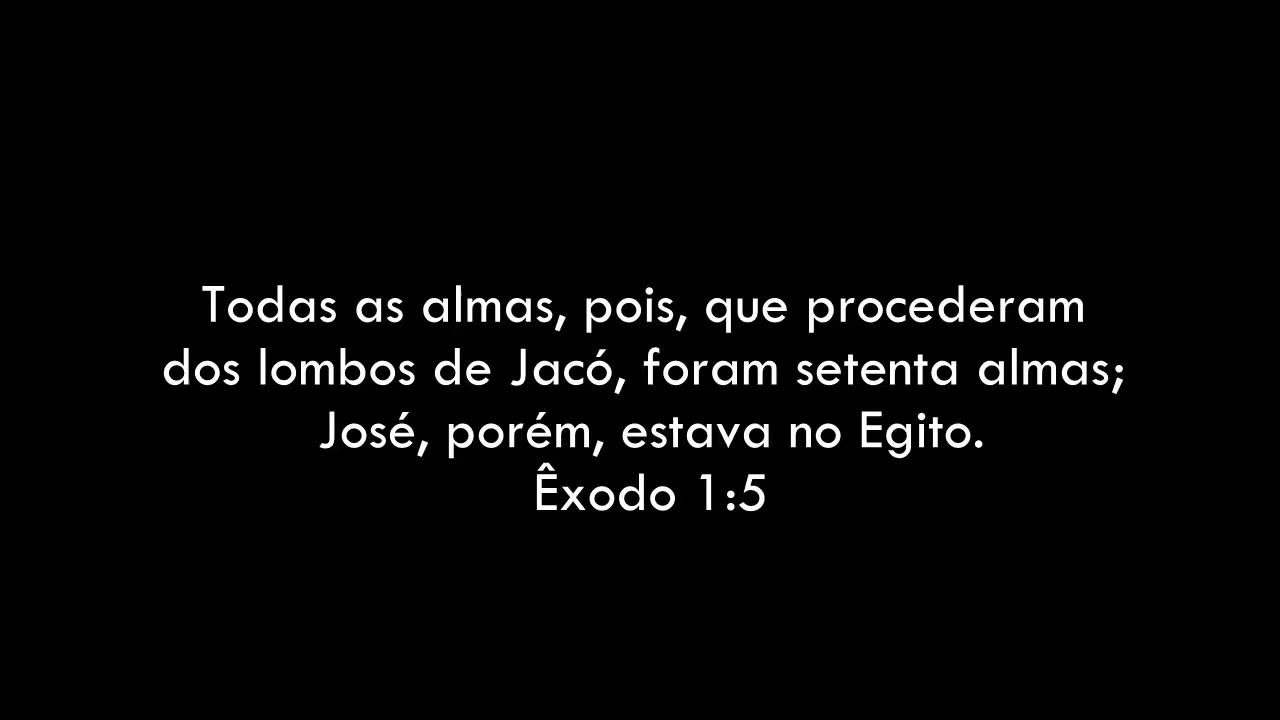 Todas as almas, pois, que procederam
dos lombos de Jacó, foram setenta almas;
José, porém, estava no Egito.
Êxodo 1:5